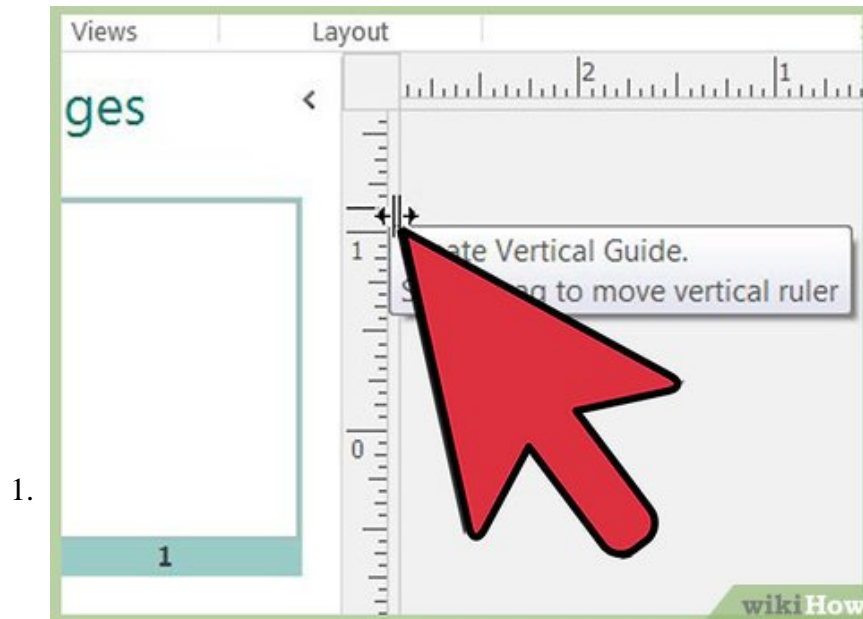 Views Layout
ges <
2 1
ate Vertical Guide.
1
to move vertical ruler
0
1.
1
wikiHow